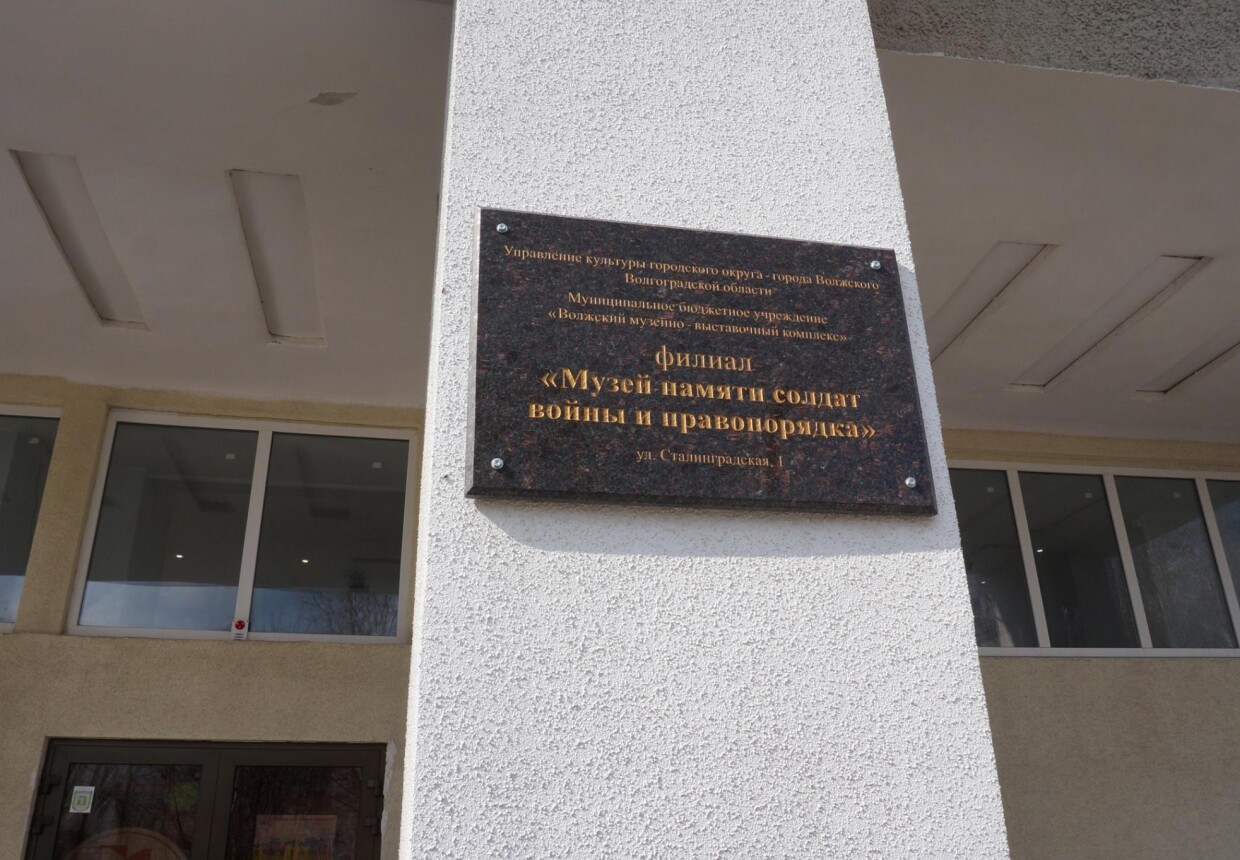 Управление культуры городского округа - города Волжского
Волгоградской области
Муниципальное бюджетное учреждение
«Волжский музейно - выставочный комплекс»
филиал
«Музей памяти солдат
войны и правопорядка»
ул. Сталинградская, 1